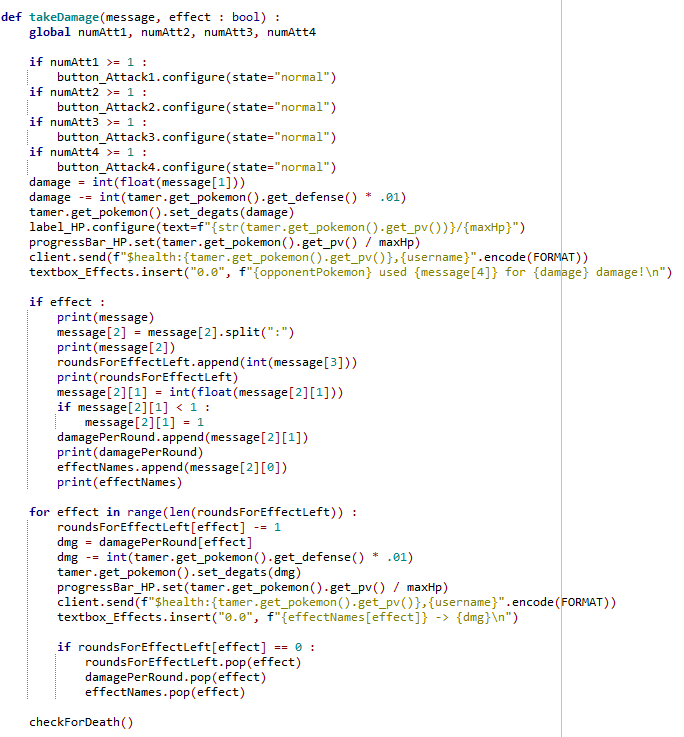 def takeDamage(message, effect : bool) :
    global numAtt1, numAtt2, numAtt3, numAtt4

    if numAtt1 >= 1 :
        button_Attack1.configure(state="normal")
    if numAtt2 >= 1 :
        button_Attack2.configure(state="normal")
    if numAtt3 >= 1 :
        button_Attack3.configure(state="normal")
    if numAtt4 >= 1 :
        button_Attack4.configure(state="normal")
    damage = int(float(message[1]))
    damage -= int(tamer.get_pokemon().get_defense() * .01)
    tamer.get_pokemon().set_degats(damage)
    label_HP.configure(text=f"{str(tamer.get_pokemon().get_pv())}/{maxHp}")
    progressBar_HP.set(tamer.get_pokemon().get_pv() / maxHp)
    client.send(f"$health:{tamer.get_pokemon().get_pv()},{username}".encode(FORMAT))
    textbox_Effects.insert("0.0", f"{opponentPokemon} used {message[4]} for {damage} damage!\n")

    if effect :
        print(message)
        message[2] = message[2].split(":")
        print(message[2])
        roundsForEffectLeft.append(int(message[3]))
        print(roundsForEffectLeft)
        message[2][1] = int(float(message[2][1]))
        if message[2][1] < 1 :
            message[2][1] = 1
        damagePerRound.append(message[2][1])
        print(damagePerRound)
        effectNames.append(message[2][0])
        print(effectNames)

    for effect in range(len(roundsForEffectLeft)) :
        roundsForEffectLeft[effect] -= 1
        dmg = damagePerRound[effect]
        dmg -= int(tamer.get_pokemon().get_defense() * .01)
        tamer.get_pokemon().set_degats(dmg)
        progressBar_HP.set(tamer.get_pokemon().get_pv() / maxHp)
        client.send(f"$health:{tamer.get_pokemon().get_pv()},{username}".encode(FORMAT))
        textbox_Effects.insert("0.0", f"{effectNames[effect]} -> {dmg}\n")

        if roundsForEffectLeft[effect] == 0 :
            roundsForEffectLeft.pop(effect)
            damagePerRound.pop(effect)
            effectNames.pop(effect)

    checkForDeath()